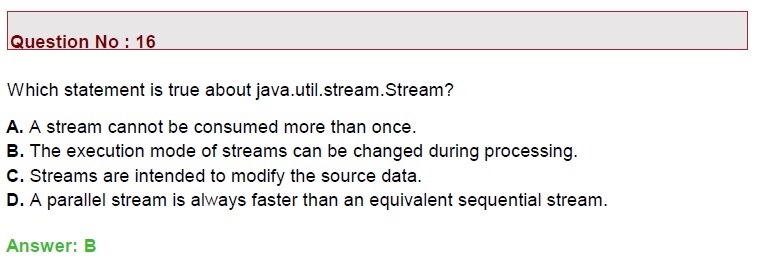 Question No : 16
Which statement is true about java.util.stream.Stream?
A. A stream cannot be consumed more than once.
B. The execution mode of streams can be changed during processing.
C. Streams are intended to modify the source data.
D. A parallel stream is always faster than an equivalent sequential stream.
Answer: B